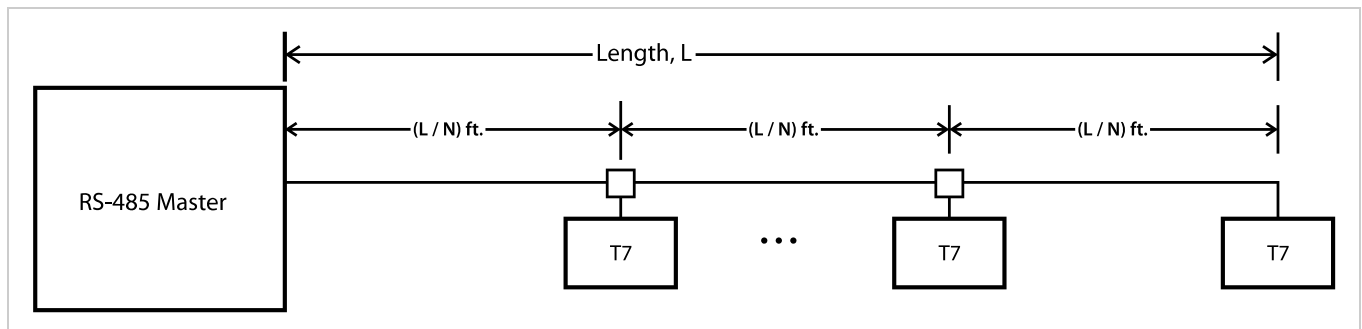 Length, L
(L / N) ft.
(L / N) ft.
(L / N) ft.
RS-485 Master
T7
...
T7
T7